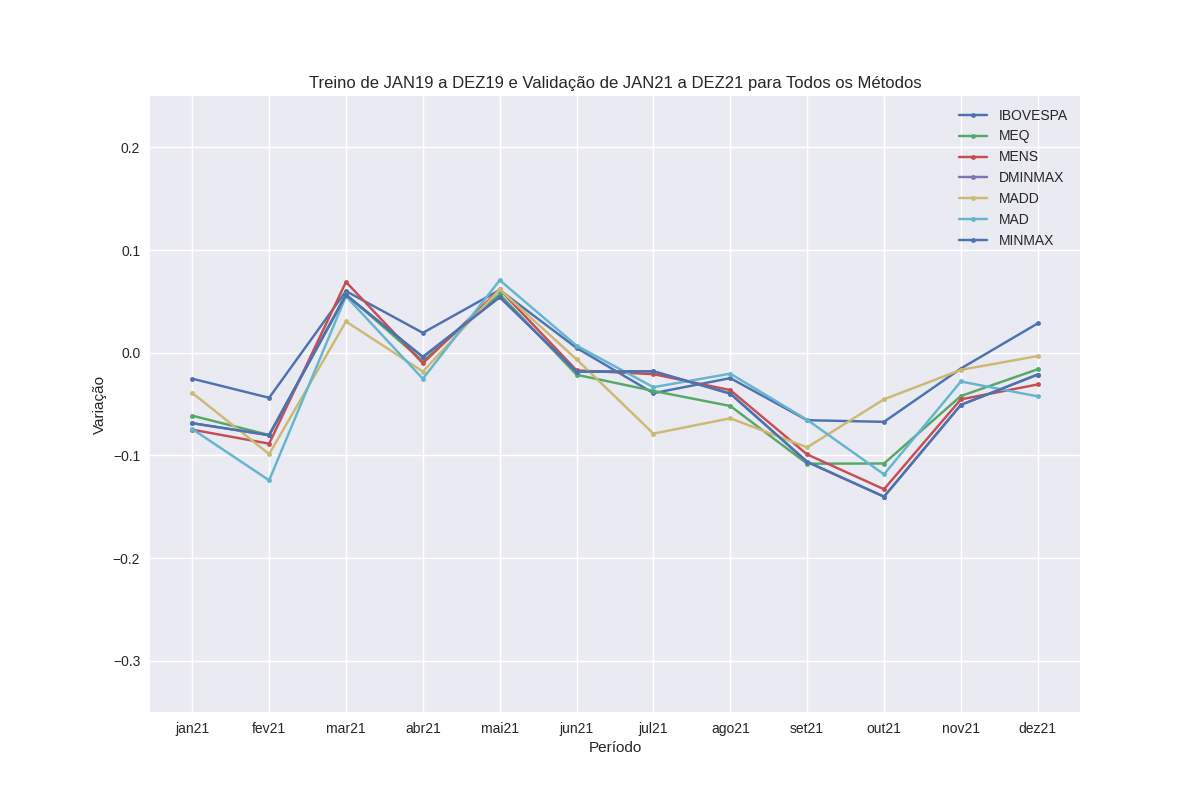 Treino de JAN19 a DEZ19 e Validação de JAN21 a DEZ21 para Todos os Métodos
IBOVESPA
MEQ
MENS
DMINMAX
MADD
MAD
MINMAX
0.2
0.1
0.0
−0.1
−0.2
−0.3
Variação
jan21 fev21 mar21 abr21 mai21 jun21 jul21 ago21 set21 out21 nov21 dez21
Período